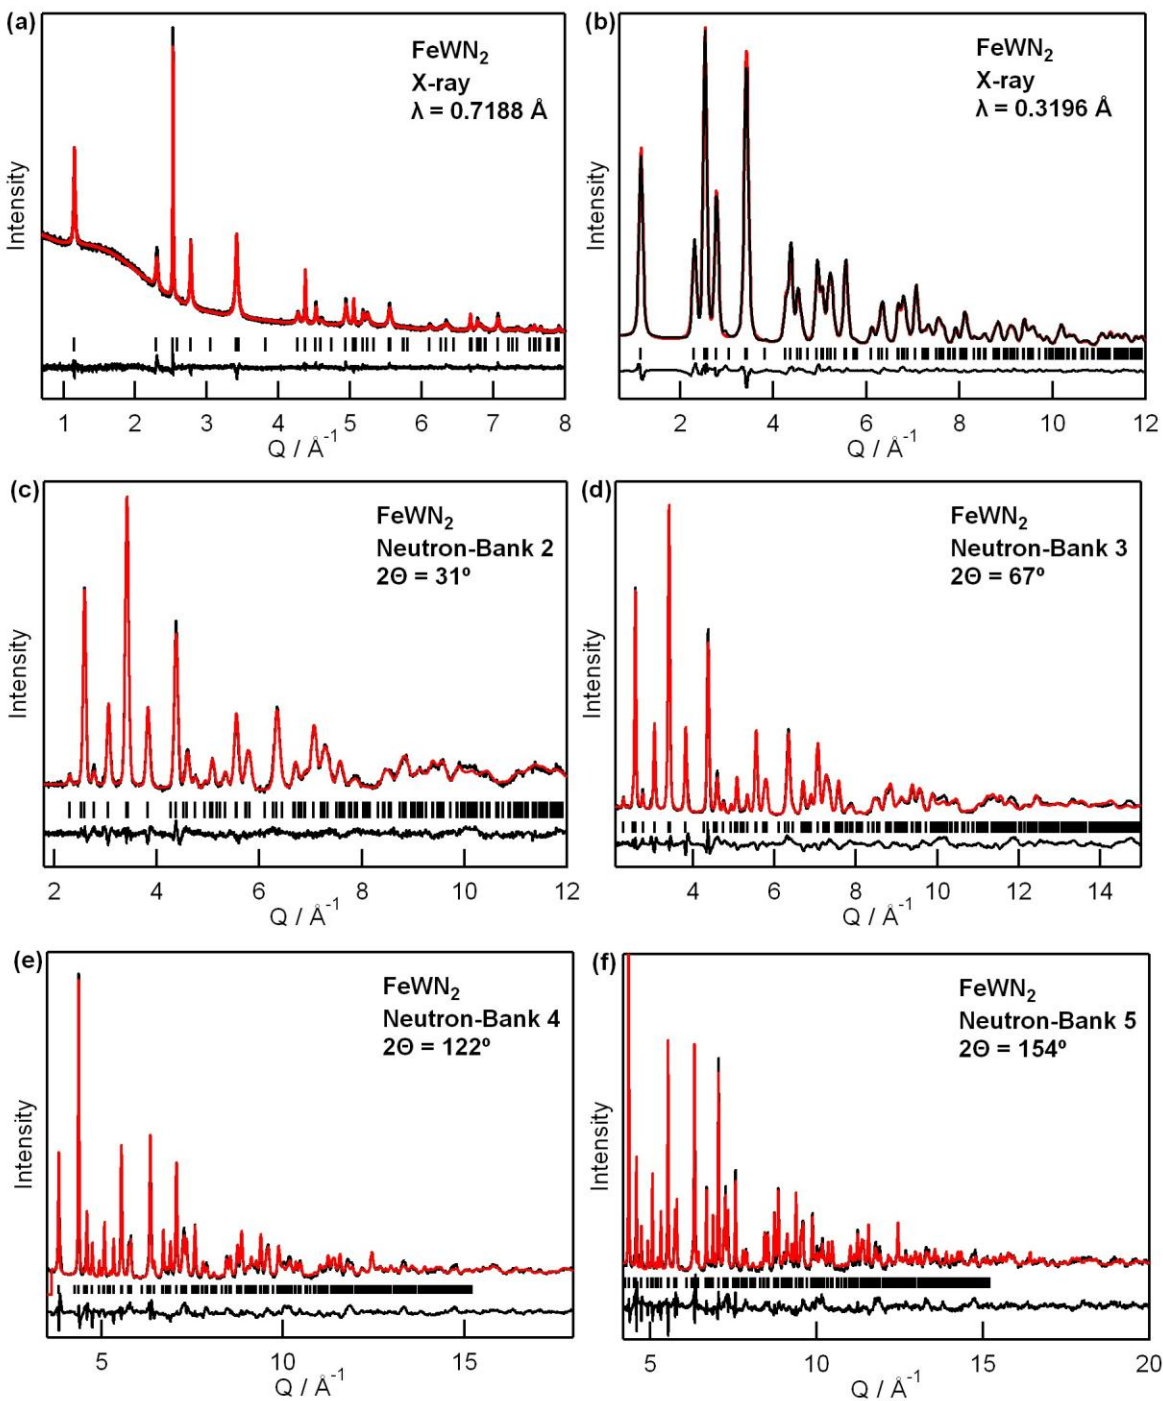 (a)
FeWN₂
X-ray
λ = 0.7188 Å
Intensity
1 2 3 4 5 6 7 8
Q / Å⁻¹
(b)
FeWN₂
X-ray
λ = 0.3196 Å
Intensity
2 4 6 8 10 12
Q / Å⁻¹
(c)
FeWN₂
Neutron-Bank 2
2Θ = 31º
Intensity
2 4 6 8 10 12
Q / Å⁻¹
(d)
FeWN₂
Neutron-Bank 3
2Θ = 67º
Intensity
4 6 8 10 12 14
Q / Å⁻¹
(e)
FeWN₂
Neutron-Bank 4
2Θ = 122º
Intensity
5 10 15
Q / Å⁻¹
(f)
FeWN₂
Neutron-Bank 5
2Θ = 154º
Intensity
5 10 15 20
Q / Å⁻¹